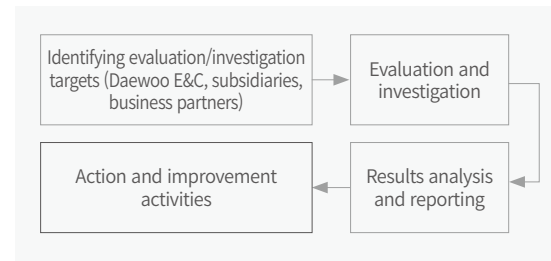 Identifying evaluation/investigation
targets (Daewoo E&C, subsidiaries,
business partners)
Evaluation and
investigation
Results analysis
and reporting
Action and improvement
activities